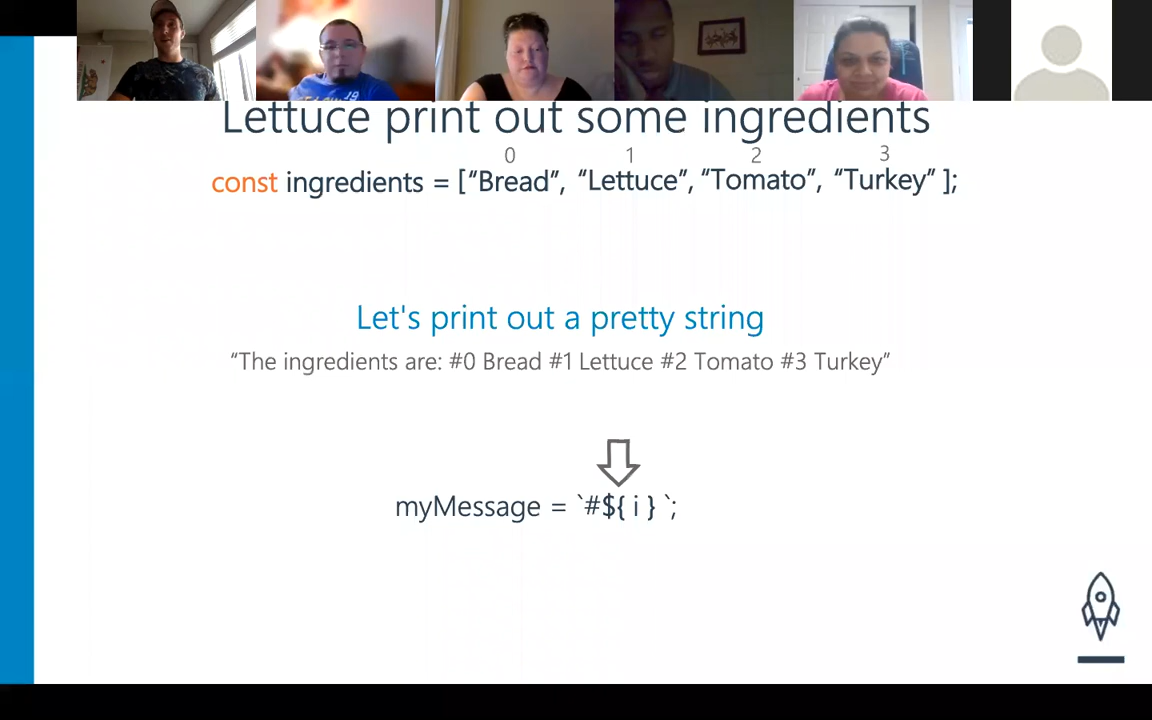 Lettuce print out some ingredients
0 1 2 3
const ingredients = [“Bread”, “Lettuce”, “Tomato”, “Turkey” ];
Let's print out a pretty string
“The ingredients are: #0 Bread #1 Lettuce #2 Tomato #3 Turkey”
myMessage = `#${ i } `;